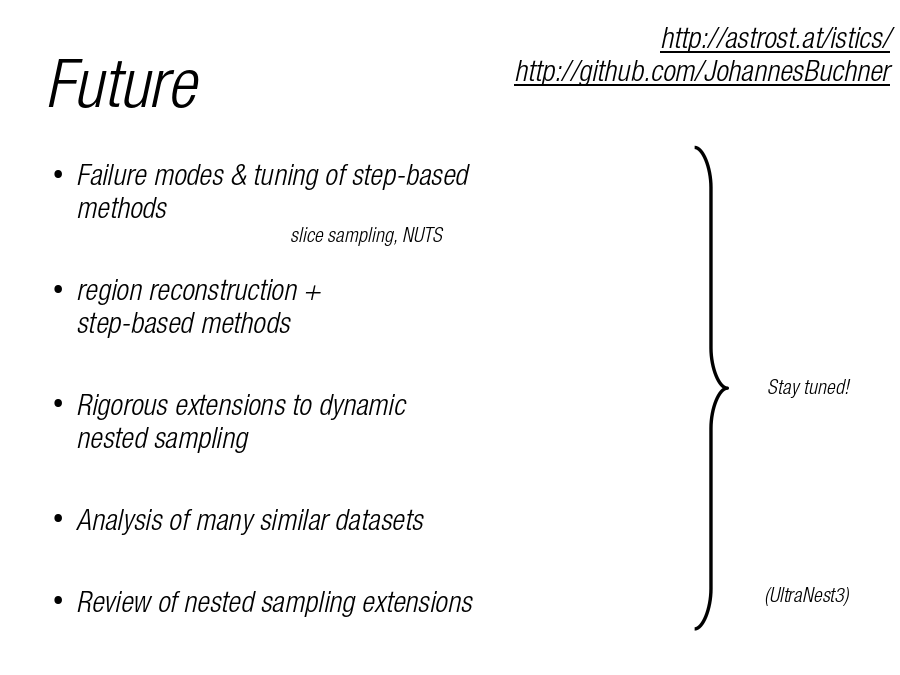 http://astrost.at/istics/
http://github.com/JohannesBuchner
Future
• Failure modes & tuning of step-based
methods
slice sampling, NUTS
• region reconstruction +
step-based methods
• Rigorous extensions to dynamic
nested sampling
Stay tuned!
• Analysis of many similar datasets
• Review of nested sampling extensions
(UltraNest3)